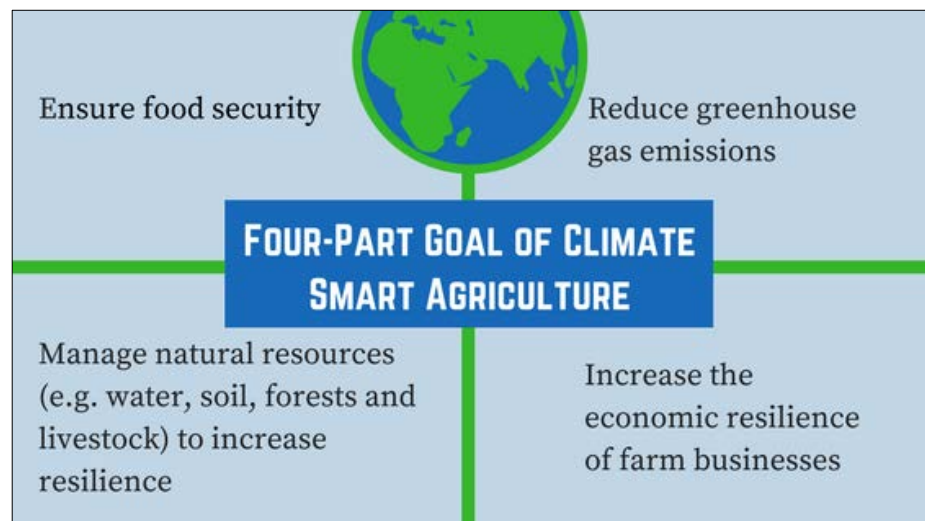 Ensure food security
Reduce greenhouse
gas emissions
FOUR-PART GOAL OF CLIMATE
SMART AGRICULTURE
Manage natural resources
(e.g. water, soil, forests and
livestock) to increase
resilience
Increase the
economic resilience
of farm businesses